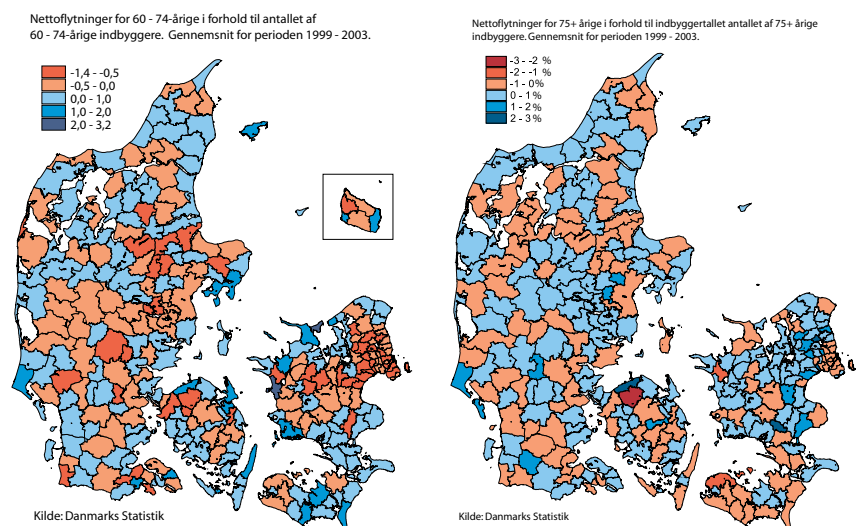 Nettoflytninger for 60 - 74-årige i forhold til antallet af
60 - 74-årige indbyggere. Gennemsnit for perioden 1999 - 2003.
-1,4 - -0,5
-0,5 - 0,0
0,0 - 1,0
1,0 - 2,0
2,0 - 3,2
Kilde: Danmarks Statistik
Nettoflytninger for 75+ årige i forhold til indbyggertallet antallet af 75+ årige
indbyggere. Gennemsnit for perioden 1999 - 2003.
-3 - -2 %
-2 - -1 %
-1 - 0%
0 - 1%
1 - 2%
2 - 3%
Kilde: Danmarks Statistik